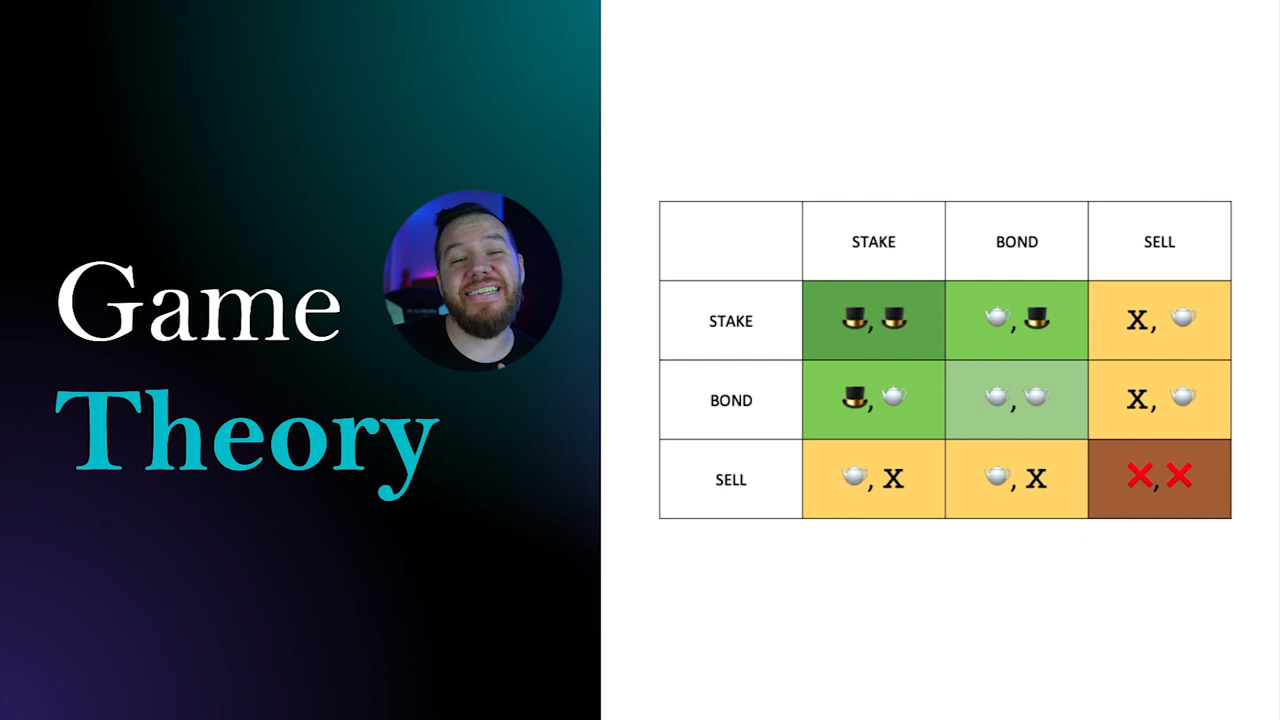 Game
Theory
STAKE BOND SELL
STAKE 🎩, 🎩 🫖, 🎩 X, 🫖
BOND 🎩, 🫖 🫖, 🫖 X, 🫖
SELL 🫖, X 🫖, X ❌, ❌